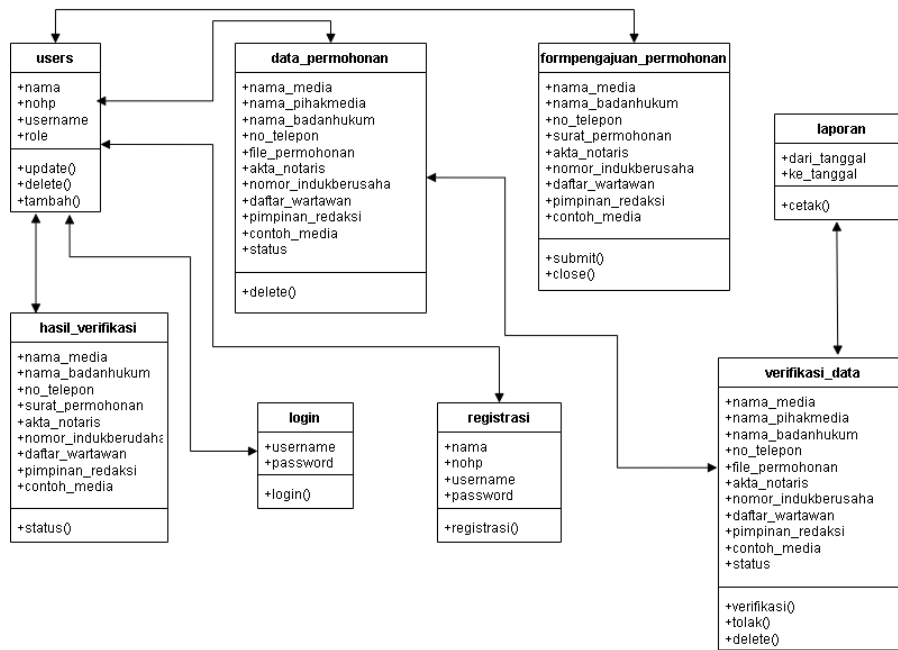 users
+nama
+nohp
+username
+role
+update()
+delete()
+tambah()
data_permohonan
+nama_media
+nama_pihakmedia
+nama_badanhukum
+no_telepon
+file_permohonan
+akta_notaris
+nomor_indukberusaha
+daftar_wartawan
+pimpinan_redaksi
+contoh_media
+status
+delete()
formpengajuan_permohonan
+nama_media
+nama_badanhukum
+no_telepon
+surat_permohonan
+akta_notaris
+nomor_indukberusaha
+daftar_wartawan
+pimpinan_redaksi
+contoh_media
+submit()
+close()
laporan
+dari_tanggal
+ke_tanggal
+cetak()
hasil_verifikasi
+nama_media
+nama_badanhukum
+no_telepon
+surat_permohonan
+akta_notaris
+nomor_indukberudaha
+daftar_wartawan
+pimpinan_redaksi
+contoh_media
+status()
login
+username
+password
+login()
registrasi
+nama
+nohp
+username
+password
+registrasi()
verifikasi_data
+nama_media
+nama_pihakmedia
+nama_badanhukum
+no_telepon
+file_permohonan
+akta_notaris
+nomor_indukberusaha
+daftar_wartawan
+pimpinan_redaksi
+contoh_media
+status
+verifikasi()
+tolak()
+delete()